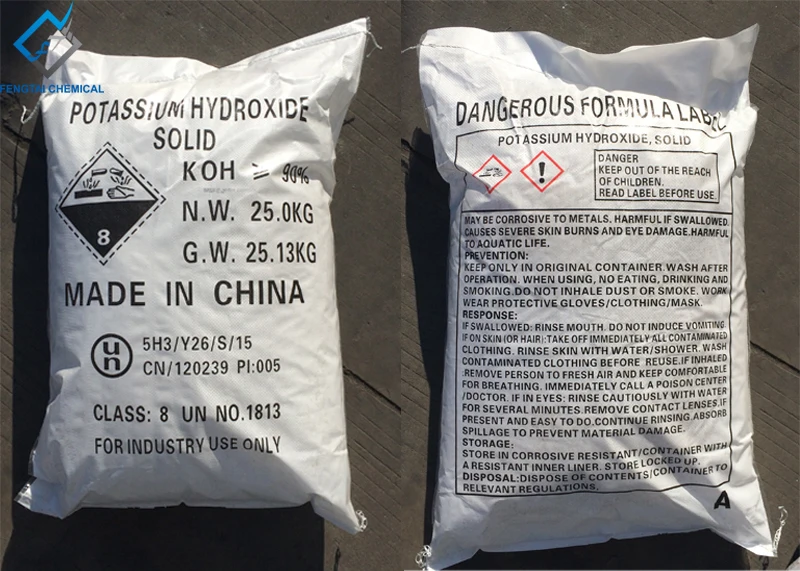 FENGTAI CHEMICAL
POTASSIUM HYDROXIDE
SOLID
KOH ≥ 90%
N.W. 25.0KG
G.W. 25.13KG
8
MADE IN CHINA
un
5H3/Y26/S/15
CN/120239 PI:005
CLASS: 8 UN NO.1813
FOR INDUSTRY USE ONLY
DANGEROUS FORMULA LABEL
POTASSIUM HYDROXIDE, SOLID
DANGER
KEEP OUT OF THE REACH
OF CHILDREN.
READ LABEL BEFORE USE.
MAY BE CORROSIVE TO METALS. HARMFUL IF SWALLOWED.
CAUSES SEVERE SKIN BURNS AND EYE DAMAGE.HARMFUL
TO AQUATIC LIFE.
PREVENTION:
KEEP ONLY IN ORIGINAL CONTAINER.WASH AFTER
OPERATION. WHEN USING, NO EATING, DRINKING AND
SMOKING.DO NOT INHALE DUST OR SMOKE. WORK
WEAR PROTECTIVE GLOVES/CLOTHING/MASK.
RESPONSE:
IF SWALLOWED: RINSE MOUTH. DO NOT INDUCE VOMITING.
IF ON SKIN (OR HAIR):TAKE OFF IMMEDIATELY ALL CONTAMINATED
CLOTHING. RINSE SKIN WITH WATER/SHOWER. WASH
CONTAMINATED CLOTHING BEFORE REUSE.IF INHALED
:REMOVE PERSON TO FRESH AIR AND KEEP COMFORTABLE
FOR BREATHING. IMMEDIATELY CALL A POISON CENTER
/DOCTOR. IF IN EYES: RINSE CAUTIOUSLY WITH WATER
FOR SEVERAL MINUTES.REMOVE CONTACT LENSES,IF
PRESENT AND EASY TO DO.CONTINUE RINSING.ABSORB
SPILLAGE TO PREVENT MATERIAL DAMAGE.
STORAGE:
STORE IN CORROSIVE RESISTANT/CONTAINER WITH
A RESISTANT INNER LINER. STORE LOCKED UP.
DISPOSAL:DISPOSE OF CONTENTS/CONTAINER TO
RELEVANT REGULATIONS.
A